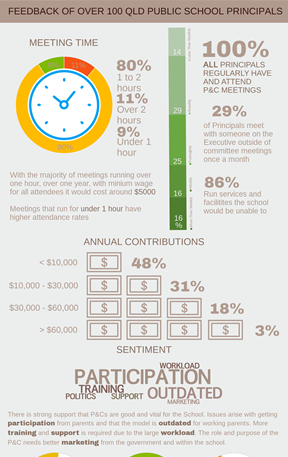 FEEDBACK OF OVER 100 QLD PUBLIC SCHOOL PRINCIPALS
MEETING TIME
9%
11%
80%
80%
1 to 2
hours
11%
Over 2
hours
9%
Under 1
hour
With the majority of meetings running over
one hour, over one year, with minium wage
for all attendees it would cost around $5000
Meetings that run for under 1 hour have
higher attendance rates
14
29
25
16
16
%
100%
ALL PRINCIPALS
REGULARLY HAVE
AND ATTEND
P&C MEETINGS
29%
of Principals meet
with someone on the
Executive outside of
committee meetings
once a month
86%
Run services and
facilities the school
would be unable to
ANNUAL CONTRIBUTIONS
< $10,000 $ 48%
$10,000 - $30,000 $ $ 31%
$30,000 - $60,000 $ $ $ 18%
> $60,000 $ $ $ $ 3%
SENTIMENT
WORKLOAD
PARTICIPATION
TRAINING
POLITICS SUPPORT OUTDATED
MARKETING
There is strong support that P&Cs are good and vital for the School. Issues arise with getting
participation from parents and that the model is outdated for working parents. More
training and support is required due to the large workload. The role and purpose of the
P&C needs better marketing from the government and within the school.